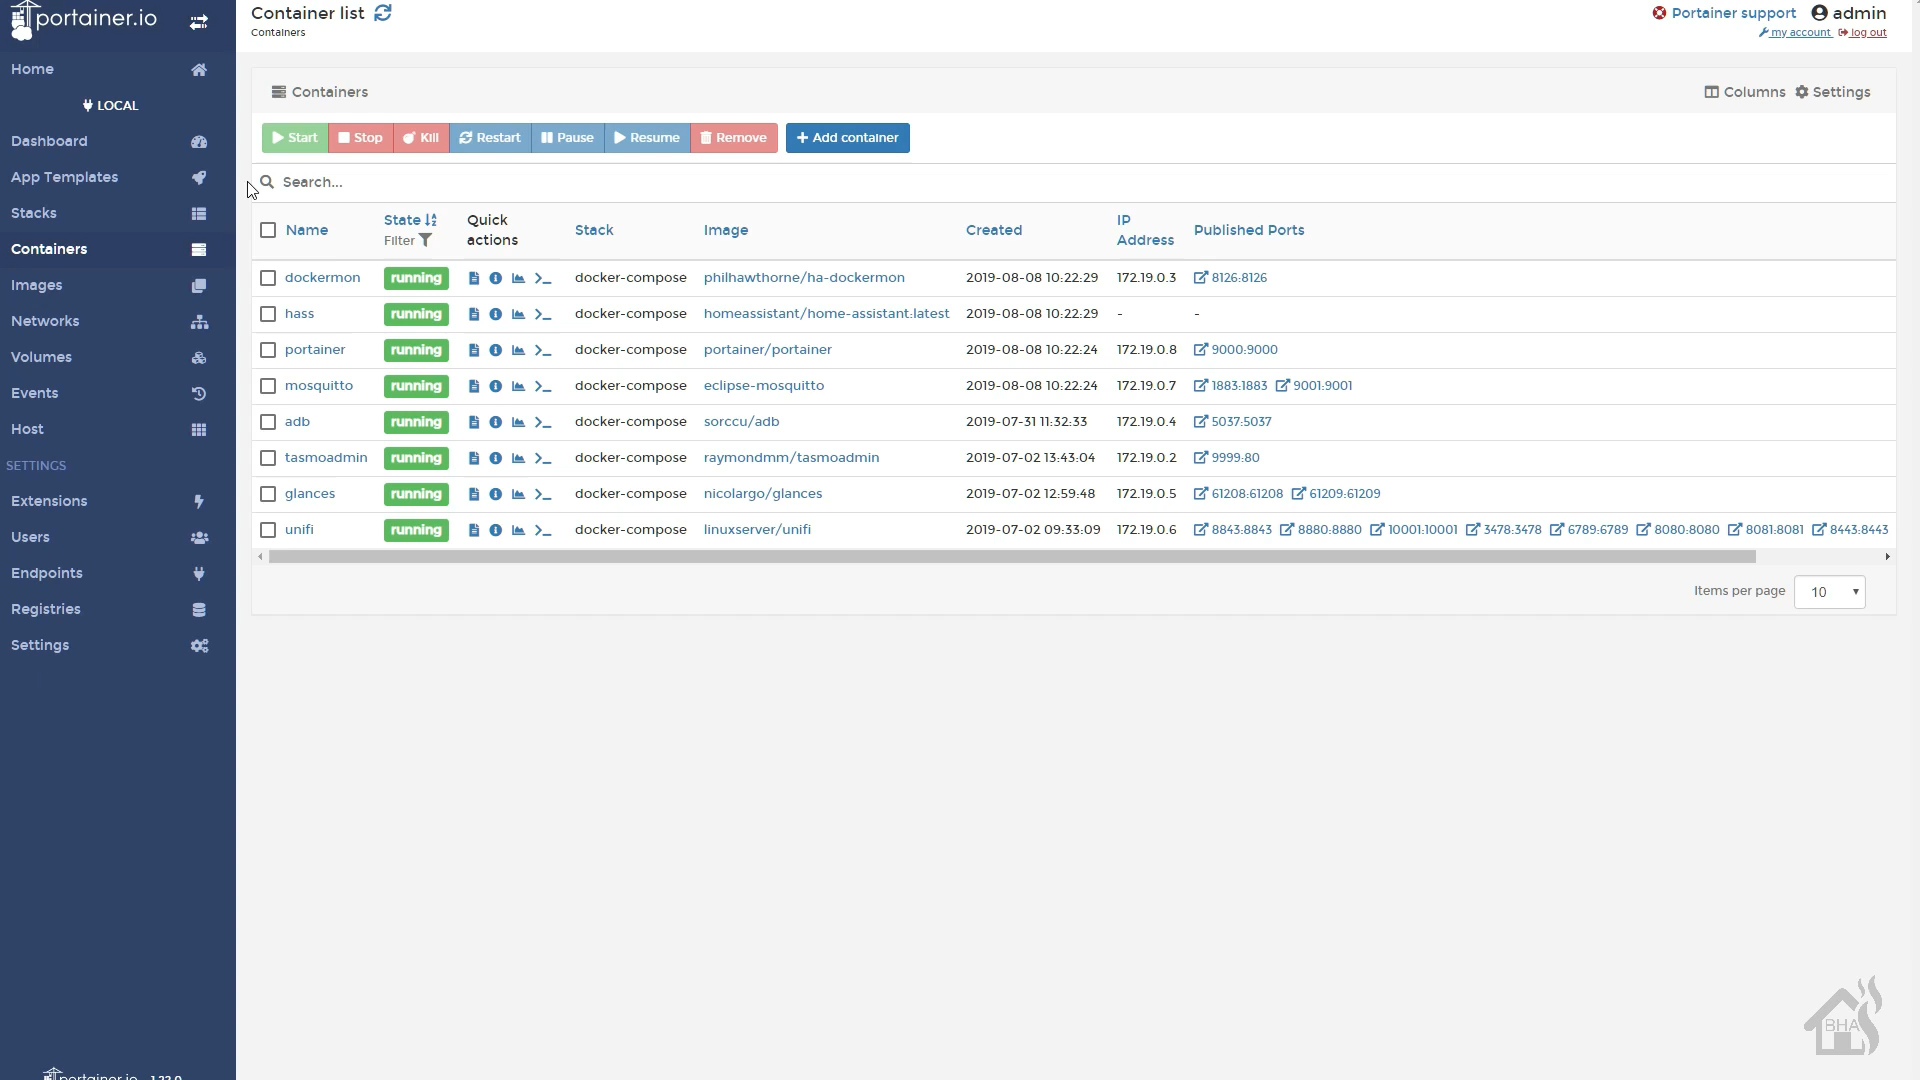 portainer.io
Container list
Containers
Portainer support
admin
my account
log out
Home
LOCAL
Dashboard
App Templates
Stacks
Containers
Images
Networks
Volumes
Events
Host
SETTINGS
Extensions
Users
Endpoints
Registries
Settings
Containers
Columns
Settings
Start Stop Kill Restart Pause Resume Remove Add container
Search...
Name State Filter Quick actions Stack Image Created IP Address Published Ports
dockermon running docker-compose philhawthorne/ha-dockermon 2019-08-08 10:22:29 172.19.0.3 8126:8126
hass running docker-compose homeassistant/home-assistant:latest 2019-08-08 10:22:29 - -
portainer running docker-compose portainer/portainer 2019-08-08 10:22:24 172.19.0.8 9000:9000
mosquitto running docker-compose eclipse-mosquitto 2019-08-08 10:22:24 172.19.0.7 1883:1883 9001:9001
adb running docker-compose sorccu/adb 2019-07-31 11:32:33 172.19.0.4 5037:5037
tasmoadmin running docker-compose raymondmm/tasmoadmin 2019-07-02 13:43:04 172.19.0.2 9999:80
glances running docker-compose nicolargo/glances 2019-07-02 12:59:48 172.19.0.5 61208:61208 61209:61209
unifi running docker-compose linuxserver/unifi 2019-07-02 09:33:09 172.19.0.6 8843:8843 8880:8880 10001:10001 3478:3478 6789:6789 8080:8080 8081:8081 8443:8443
Items per page 10
BHA
portainer.io 1.22.0